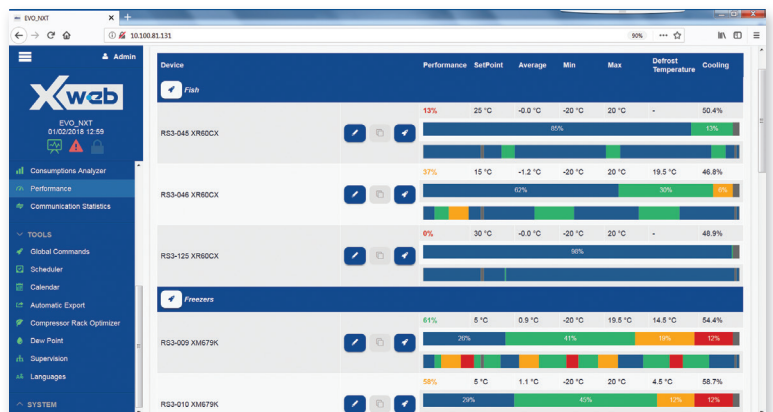 EVO_NXT
10.100.81.131
90%
Admin
Xweb
EVO_NXT
01/02/2018 12:59
Consumptions Analyzer
Performance
Communication Statistics
TOOLS
Global Commands
Scheduler
Calendar
Automatic Export
Compressor Rack Optimizer
Dew Point
Supervision
Languages
SYSTEM
Device Performance SetPoint Average Min Max Defrost Temperature Cooling
Fish
13% 25 °C -0.0 °C -20 °C 20 °C - 50.4%
RS3-045 XR60CX
85% 13%
37% 15 °C -1.2 °C -20 °C 20 °C 19.5 °C 46.8%
RS3-046 XR60CX
62% 30% 6%
0% 30 °C -0.0 °C -20 °C 20 °C - 48.9%
RS3-125 XR60CX
98%
Freezers
61% 5 °C 0.9 °C -20 °C 19.5 °C 14.5 °C 54.4%
RS3-009 XM679K
26% 41% 19% 12%
58% 5 °C 1.1 °C -20 °C 20 °C 4.5 °C 58.7%
RS3-010 XM679K
29% 45% 12% 12%